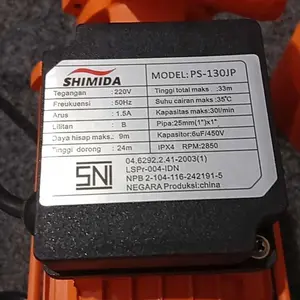 SHIMIDA
MODEL:PS-130JP
Tegangan :220V
Freukuensi :50Hz
Arus :1.5A
Lilitan :B
Daya hisap maks.: 9m
Tinggi dorong :24m
Tinggi total maks. :33m
Suhu cairan maks.:35℃
Kapasitas maks:30l/min
Pipa:25mm(1"x1"
Kapasitor:6uF/450V
IPX4 RPM:2850
SNI
04.6292.2.41-2003(1)
LSPr-004-IDN
NPB 2-104-116-242191-5
NEGARA Produksi:china